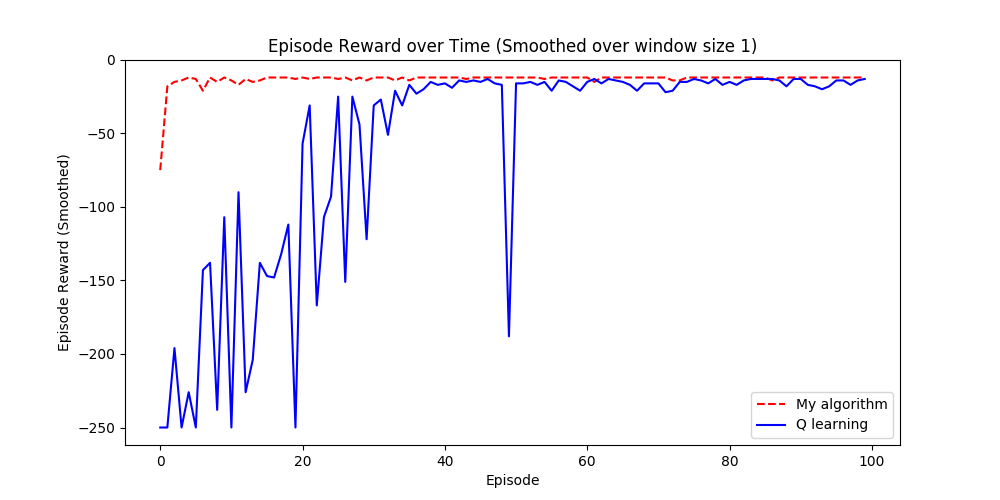 Episode Reward over Time (Smoothed over window size 1)
Episode Reward (Smoothed)
0
−50
−100
−150
−200
−250
0
20
40
60
80
100
Episode
My algorithm
Q learning